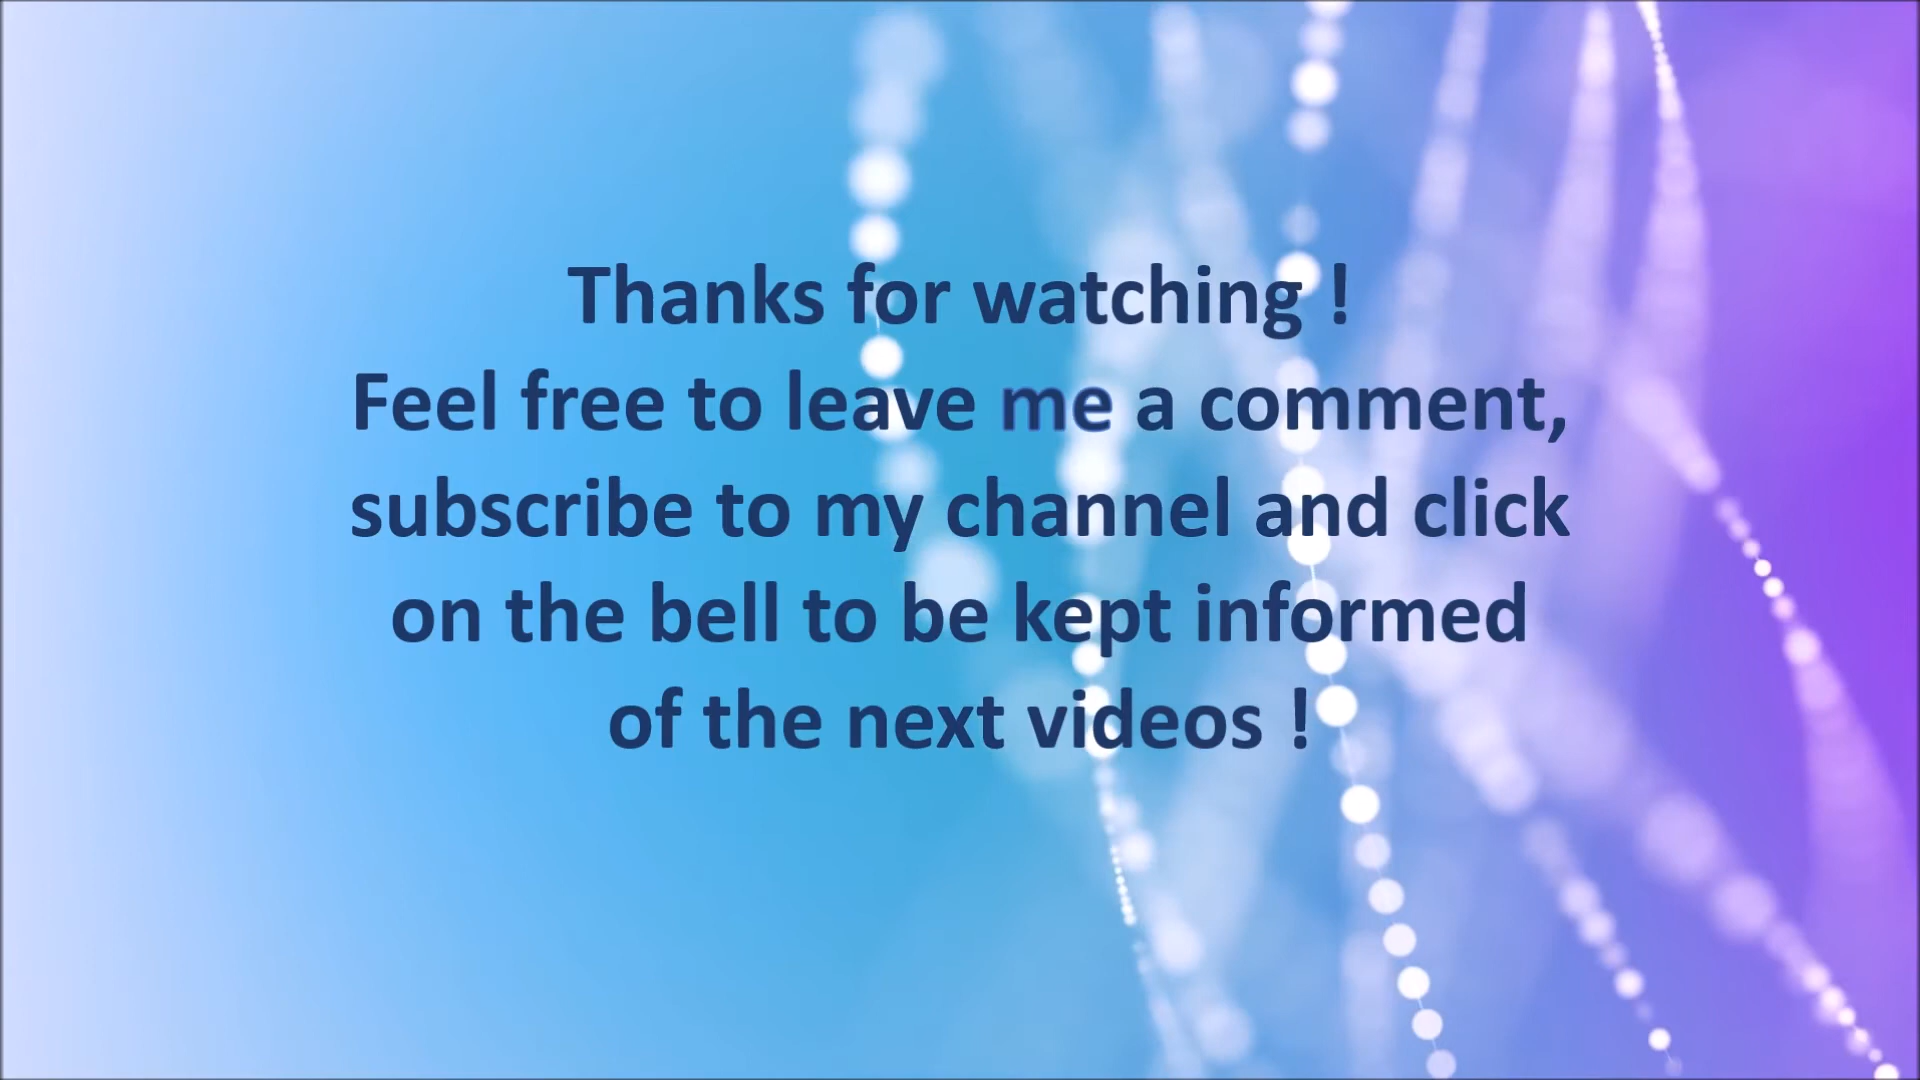 Thanks for watching !
Feel free to leave me a comment,
subscribe to my channel and click
on the bell to be kept informed
of the next videos !